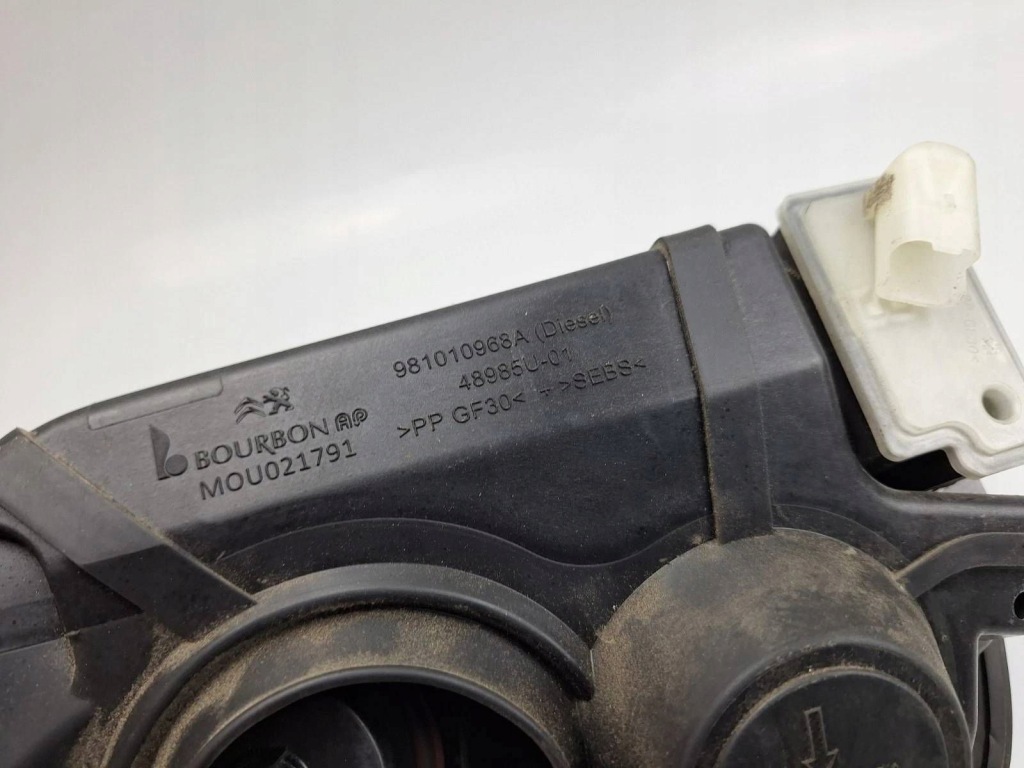 981010968A (Diesel)
48985U-01
>PP GF30< + >SEBS<
BOURBON AP
MOU021791